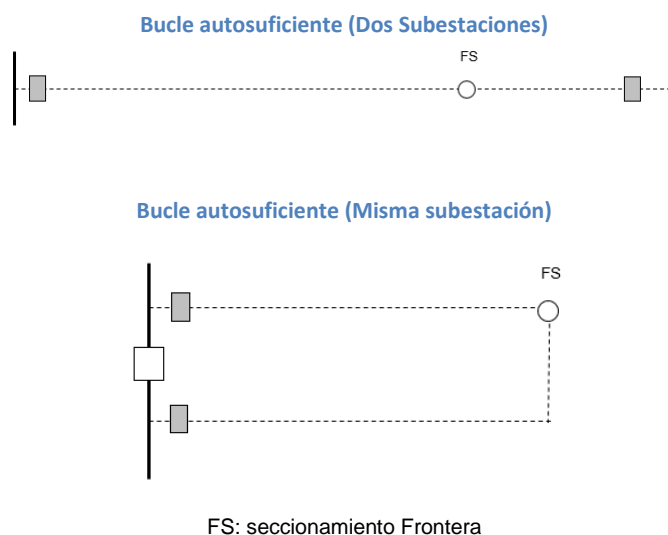 Bucle autosuficiente (Dos Subestaciones)
FS
Bucle autosuficiente (Misma subestación)
FS
FS: seccionamiento Frontera